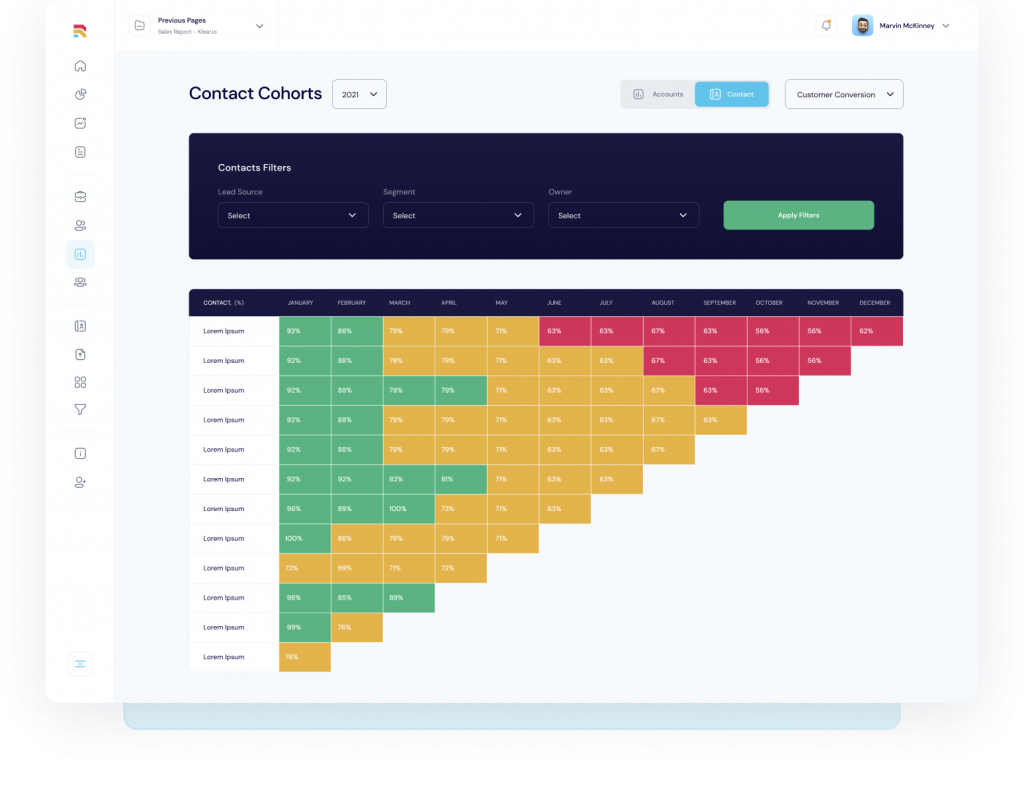 Previous Pages
Sales Report - Klear.io
Marvin McKinney
Contact Cohorts
2021
Accounts
Contact
Customer Conversion
Contacts Filters
Lead Source
Segment
Owner
Select
Select
Select
Apply Filters
CONTACT, (%) JANUARY FEBRUARY MARCH APRIL MAY JUNE JULY AUGUST SEPTEMBER OCTOBER NOVEMBER DECEMBER
Lorem Ipsum 92% 88% 79% 79% 71% 63% 63% 67% 63% 56% 56% 62%
Lorem Ipsum 92% 88% 79% 79% 71% 63% 63% 67% 63% 56% 56%
Lorem Ipsum 92% 88% 79% 79% 71% 63% 63% 67% 63% 56%
Lorem Ipsum 92% 88% 79% 79% 71% 63% 63% 67% 63%
Lorem Ipsum 92% 88% 79% 79% 71% 63% 63% 67%
Lorem Ipsum 92% 92% 82% 81% 71% 63% 63%
Lorem Ipsum 96% 89% 100% 73% 71% 63%
Lorem Ipsum 100% 88% 79% 79% 71%
Lorem Ipsum 73% 69% 71% 72%
Lorem Ipsum 98% 85% 89%
Lorem Ipsum 99% 76%
Lorem Ipsum 76%